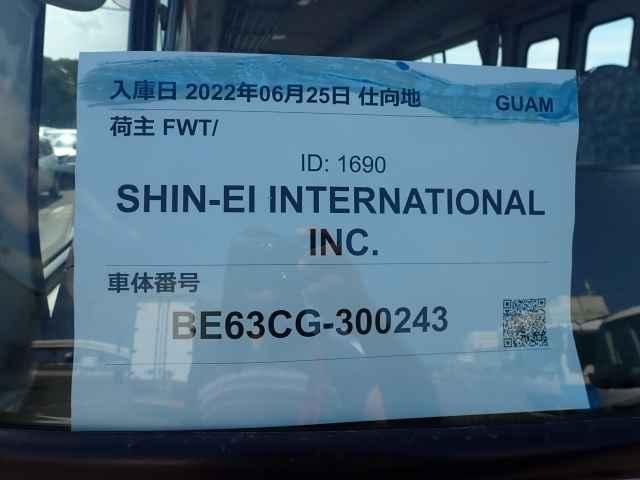 入庫日 2022年06月25日 仕向地 GUAM
荷主 FWT/
ID: 1690
SHIN-EI INTERNATIONAL
INC.
車体番号
BE63CG-300243